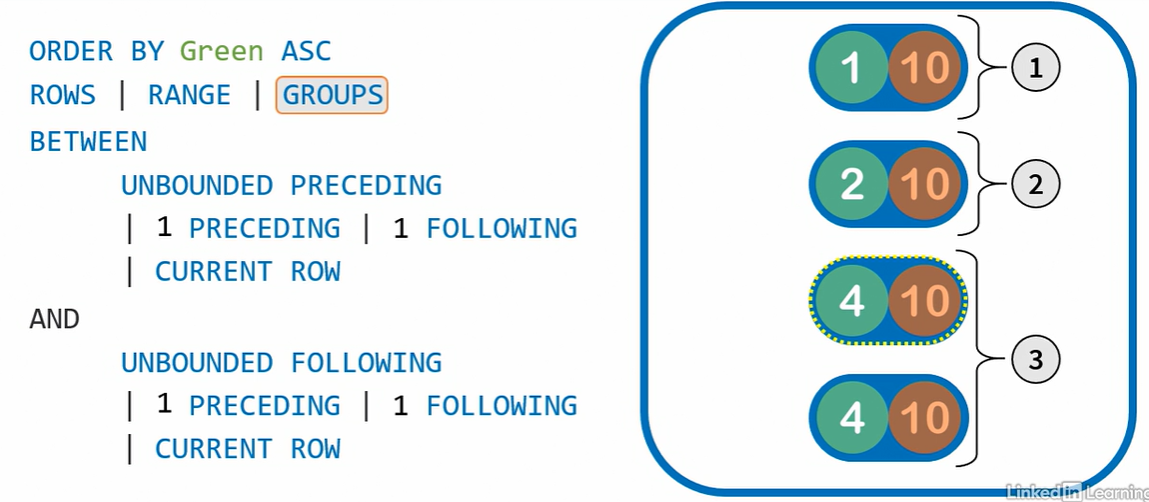 ORDER BY Green ASC
ROWS | RANGE | GROUPS
BETWEEN
UNBOUNDED PRECEDING
| 1 PRECEDING | 1 FOLLOWING
| CURRENT ROW
AND
UNBOUNDED FOLLOWING
| 1 PRECEDING | 1 FOLLOWING
| CURRENT ROW
1 10 1
2 10 2
4 10
3
4 10
LinkedIn Learning